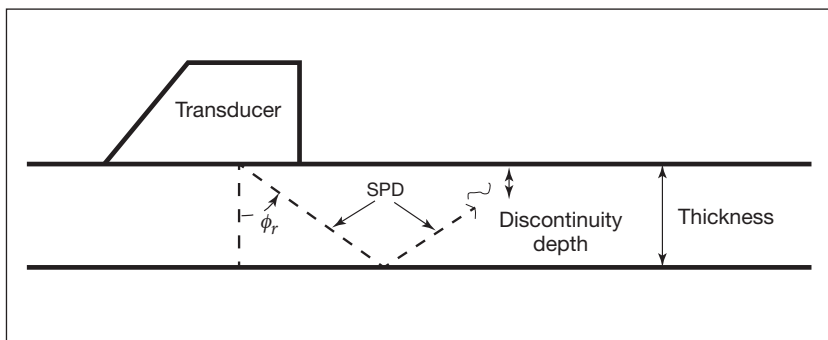 Transducer
SPD
ϕr
Discontinuity
depth
Thickness